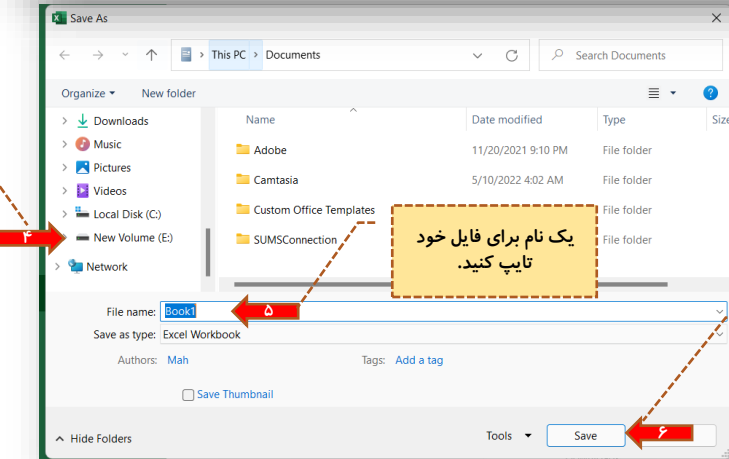 Save As
This PC > Documents
Search Documents
Organize
New folder
Name
Date modified
Type
Size
Downloads
Music
Pictures
Videos
Local Disk (C:)
New Volume (E:)
Network
Adobe
11/20/2021 9:10 PM
File folder
Camtasia
5/10/2022 4:02 AM
File folder
Custom Office Templates
File folder
SUMSConnection
File folder
یک نام برای فایل خود
تایپ کنید.
۴
File name: Book1
۵
Save as type: Excel Workbook
Authors: Mah
Tags: Add a tag
Save Thumbnail
Hide Folders
Tools
Save
۶